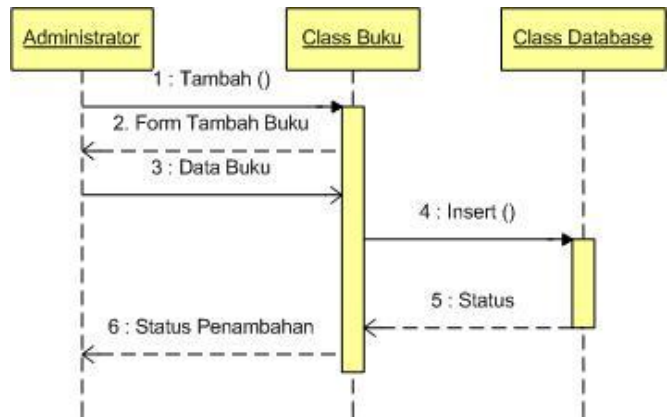 Administrator
Class Buku
Class Database
1 : Tambah ()
2. Form Tambah Buku
3 : Data Buku
4 : Insert ()
5 : Status
6 : Status Penambahan